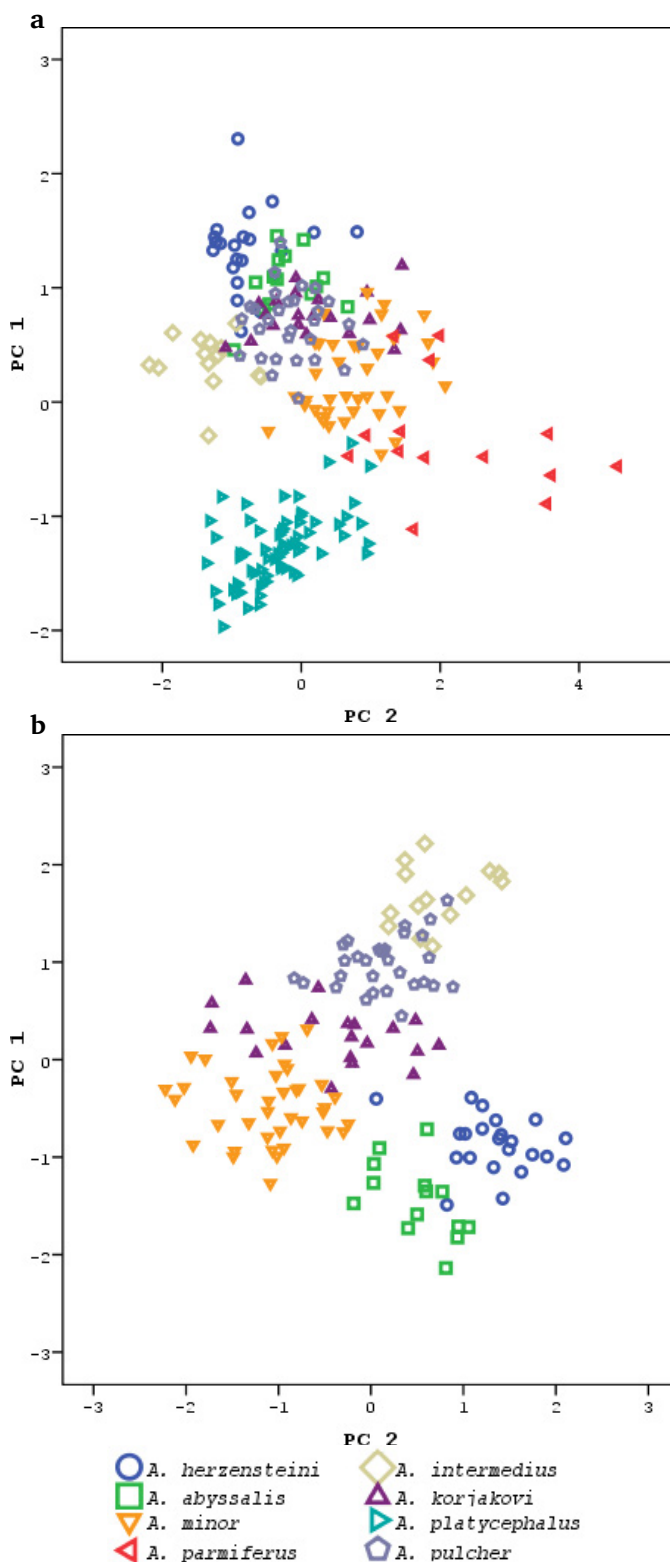 a
3
2
1
0
-1
-2
PC 1
-2 0 2 4
PC 2
b
3
2
1
0
-1
-2
-3
PC 1
-3 -2 -1 0 1 2 3
PC 2
A. herzensteini
A. intermedius
A. abyssalis
A. korjakovi
A. minor
A. platycephalus
A. parmiferus
A. pulcher